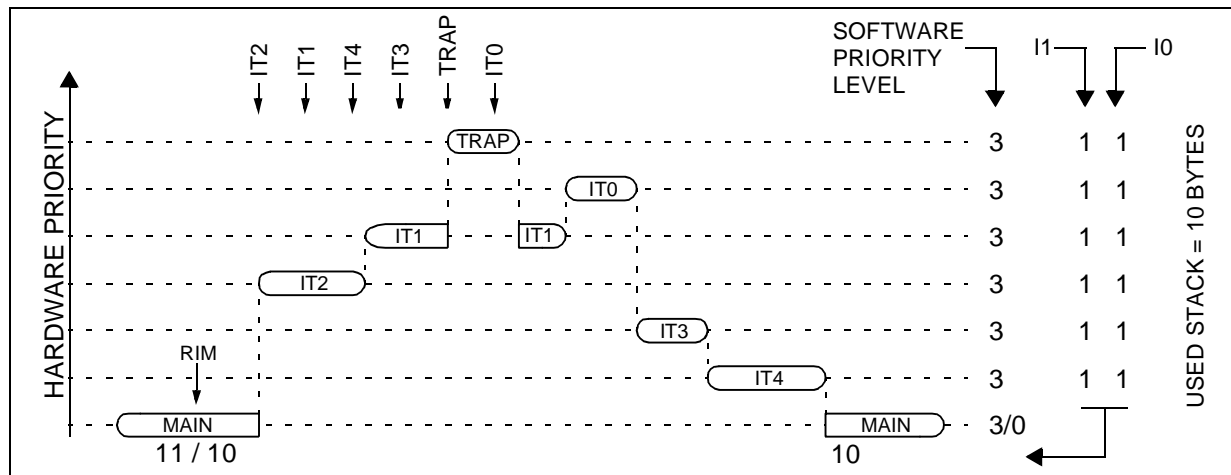 IT2
IT1
IT4
IT3
TRAP
IT0
SOFTWARE
PRIORITY
LEVEL
I1
I0
HARDWARE PRIORITY
TRAP
3
1 1
IT0
3
1 1
IT1
IT1
3
1 1
IT2
3
1 1
IT3
3
1 1
RIM
IT4
3
1 1
MAIN
MAIN
3/0
11 / 10
10
USED STACK = 10 BYTES